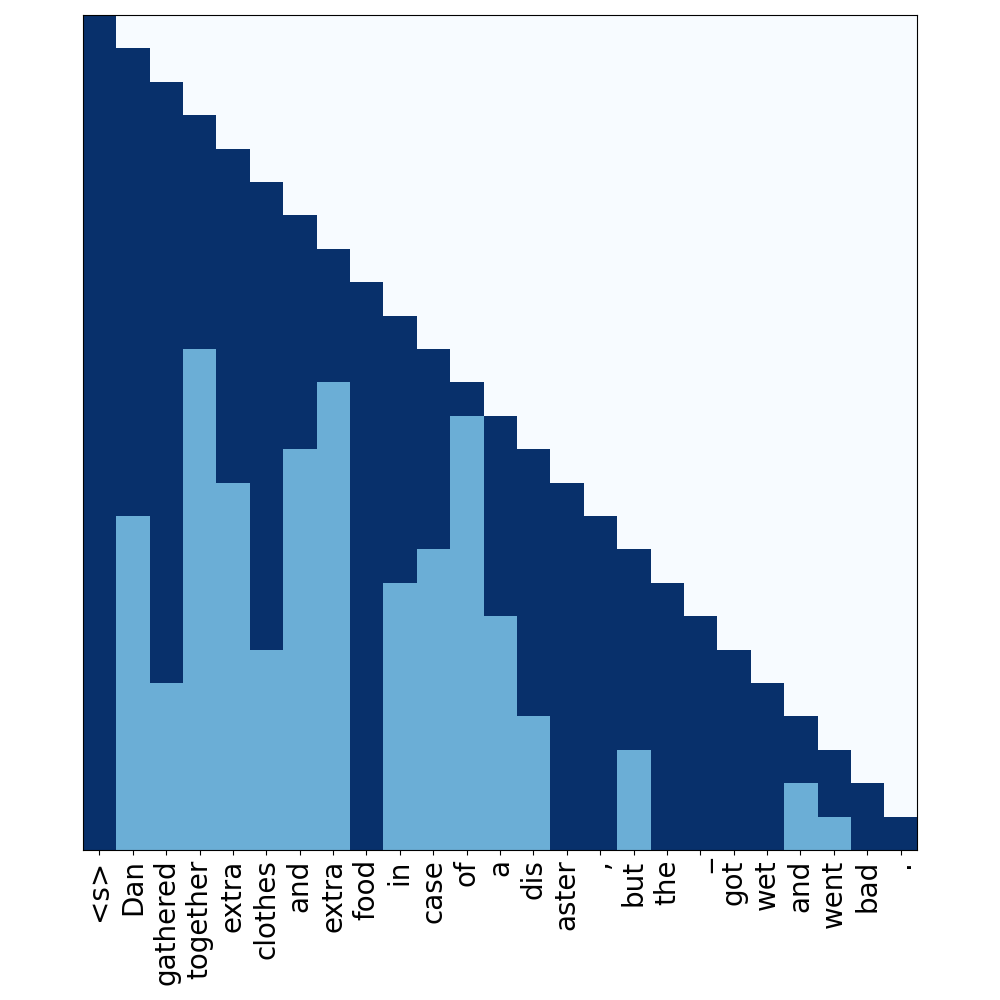 <s> Dan gathered together extra clothes and extra food in case of a dis aster , but the _ got wet and went bad .